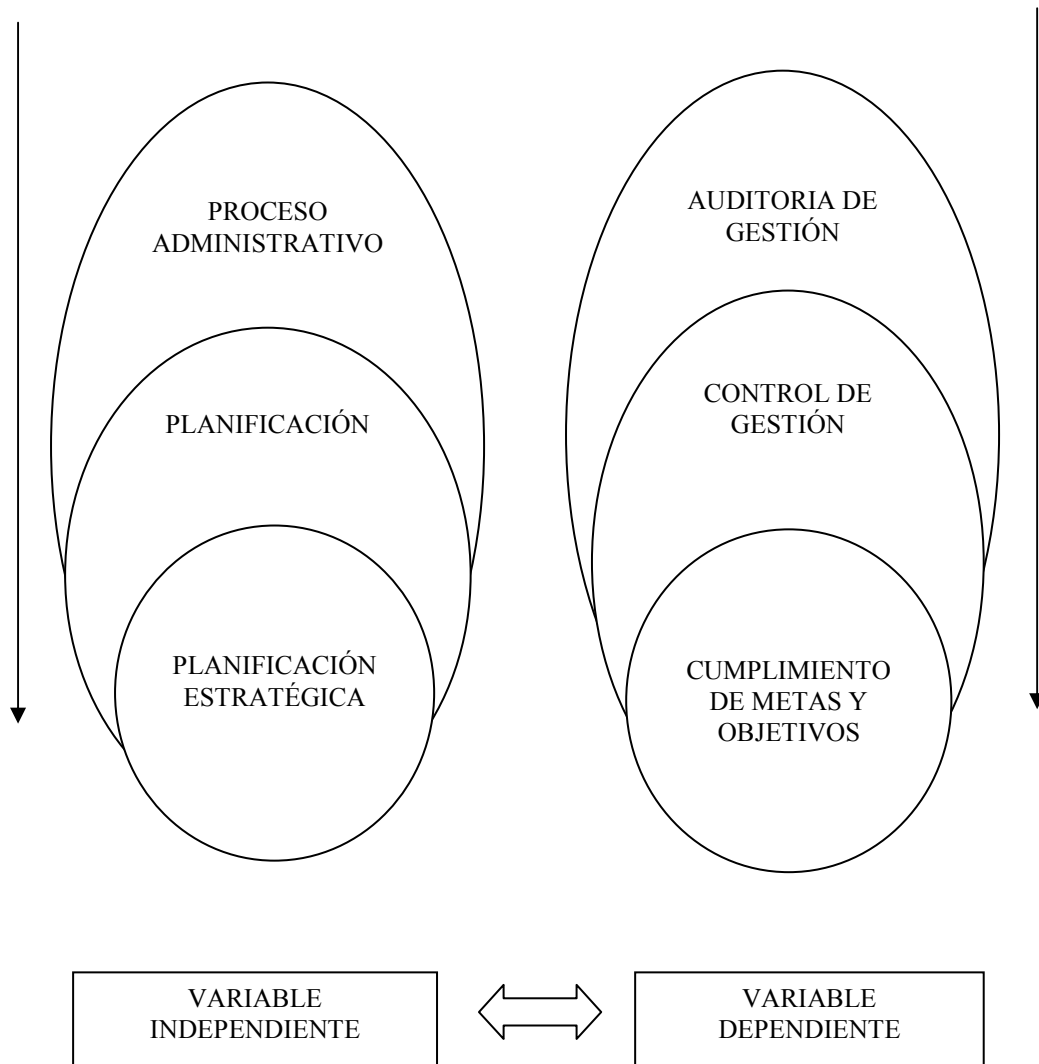 PROCESO
ADMINISTRATIVO
PLANIFICACIÓN
PLANIFICACIÓN
ESTRATÉGICA
AUDITORIA DE
GESTIÓN
CONTROL DE
GESTIÓN
CUMPLIMIENTO
DE METAS Y
OBJETIVOS
VARIABLE
INDEPENDIENTE
VARIABLE
DEPENDIENTE